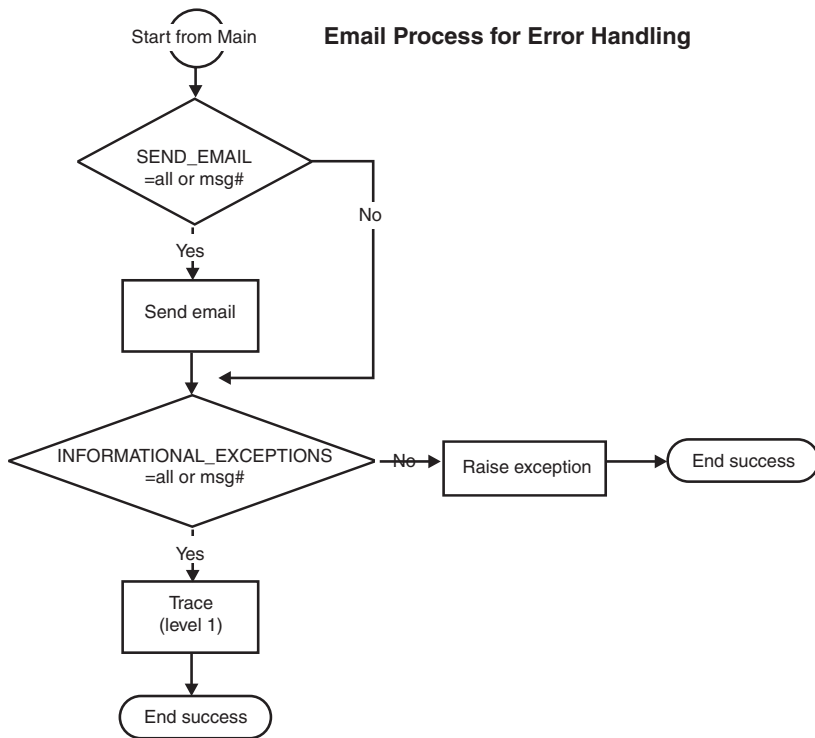 Start from Main
Email Process for Error Handling
SEND_EMAIL
=all or msg#
No
Yes
Send email
INFORMATIONAL_EXCEPTIONS
=all or msg#
No
Raise exception
End success
Yes
Trace
(level 1)
End success